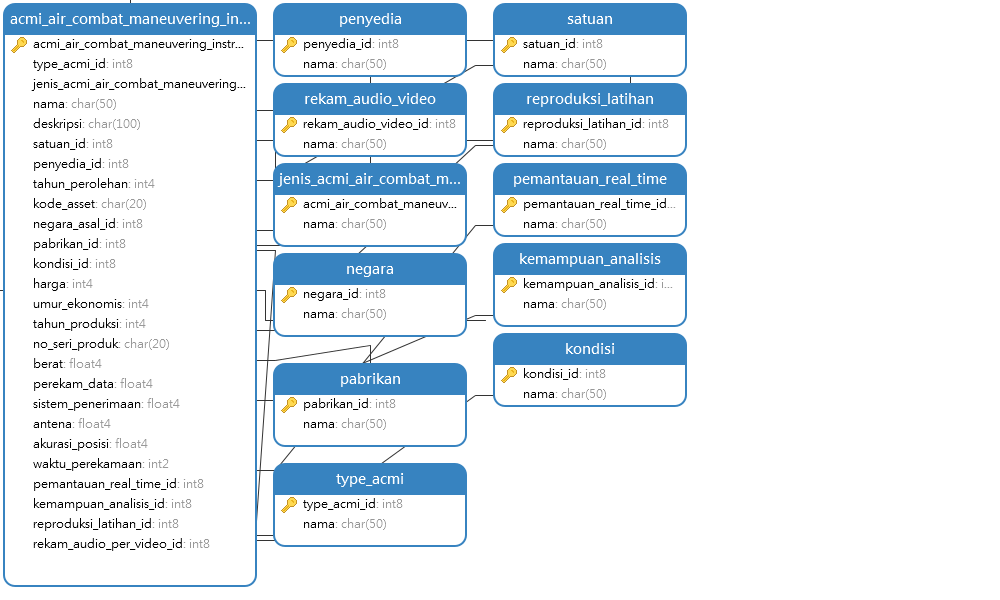 acmi_air_combat_maneuvering_in...
acmi_air_combat_maneuvering_instr...
type_acmi_id: int8
jenis_acmi_air_combat_maneuvering...
nama: char(50)
deskripsi: char(100)
satuan_id: int8
penyedia_id: int8
tahun_perolehan: int4
kode_asset: char(20)
negara_asal_id: int8
pabrikan_id: int8
kondisi_id: int8
harga: int4
umur_ekonomis: int4
tahun_produksi: int4
no_seri_produk: char(20)
berat: float4
perekam_data: float4
sistem_penerimaan: float4
antena: float4
akurasi_posisi: float4
waktu_perekamaan: int2
pemantauan_real_time_id: int8
kemampuan_analisis_id: int8
reproduksi_latihan_id: int8
rekam_audio_per_video_id: int8
penyedia
penyedia_id: int8
nama: char(50)
rekam_audio_video
rekam_audio_video_id: int8
nama: char(50)
jenis_acmi_air_combat_m...
acmi_air_combat_maneuv...
nama: char(50)
negara
negara_id: int8
nama: char(50)
pabrikan
pabrikan_id: int8
nama: char(50)
type_acmi
type_acmi_id: int8
nama: char(50)
satuan
satuan_id: int8
nama: char(50)
reproduksi_latihan
reproduksi_latihan_id: int8
nama: char(50)
pemantauan_real_time
pemantauan_real_time_id...
nama: char(50)
kemampuan_analisis
kemampuan_analisis_id: i...
nama: char(50)
kondisi
kondisi_id: int8
nama: char(50)